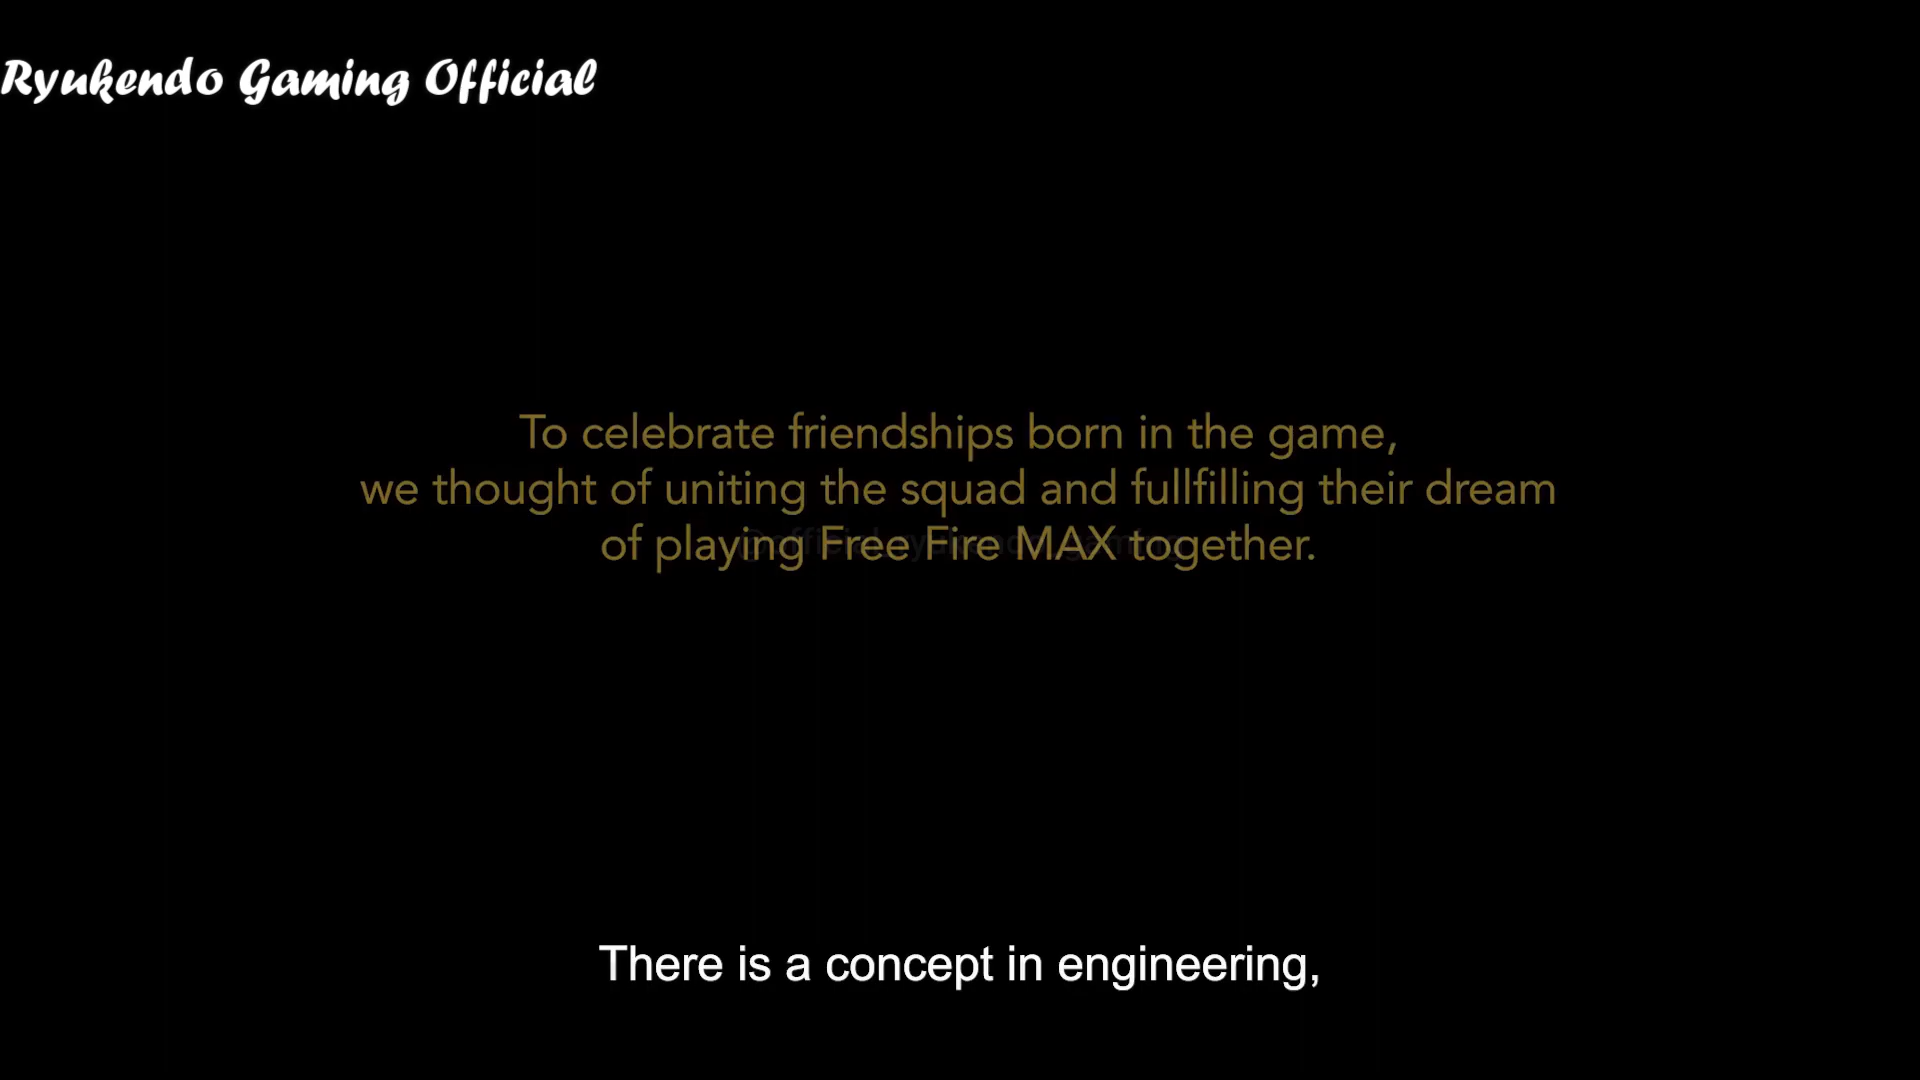 Ryukendo Gaming Official
To celebrate friendships born in the game,
we thought of uniting the squad and fullfilling their dream
of playing Free Fire MAX together.
There is a concept in engineering,